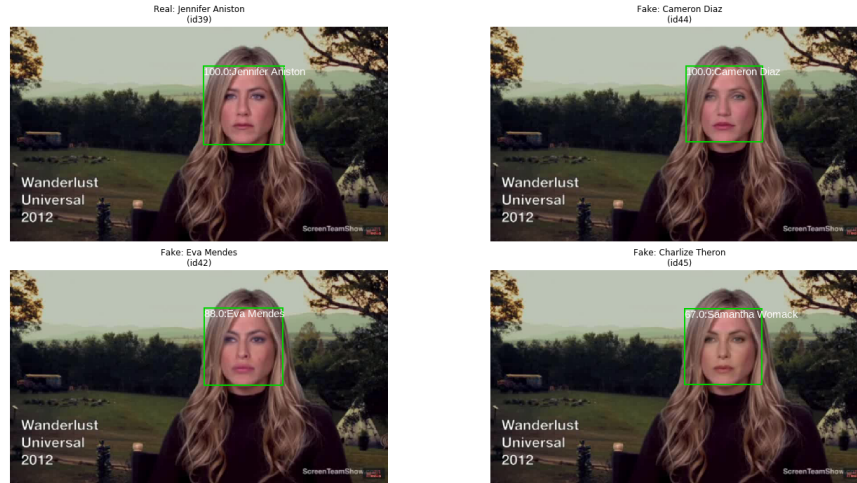 Real: Jennifer Aniston
(id39)
100.0:Jennifer Aniston
Wanderlust
Universal
2012
ScreenTeamShow
Fake: Cameron Diaz
(id44)
100.0:Cameron Diaz
Wanderlust
Universal
2012
ScreenTeamShow
Fake: Eva Mendes
(id42)
88.0:Eva Mendes
Wanderlust
Universal
2012
ScreenTeamShow
Fake: Charlize Theron
(id45)
67.0:Samantha Womack
Wanderlust
Universal
2012
ScreenTeamShow